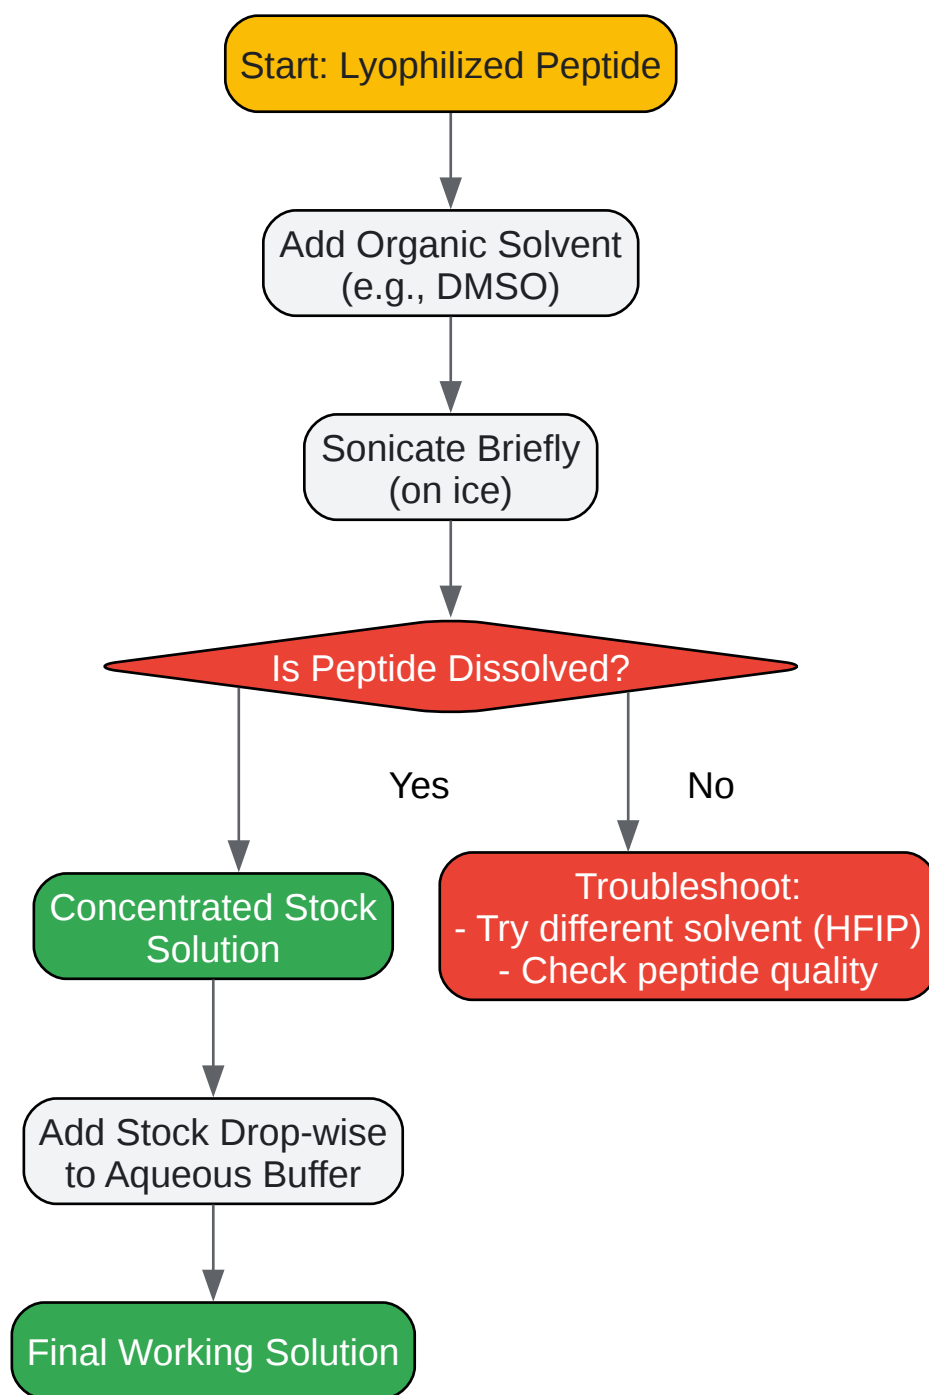 Start: Lyophilized Peptide
Add Organic Solvent
(e.g., DMSO)
Sonicate Briefly
(on ice)
Is Peptide Dissolved?
Yes
No
Concentrated Stock
Solution
Troubleshoot:
- Try different solvent (HFIP)
- Check peptide quality
Add Stock Drop-wise
to Aqueous Buffer
Final Working Solution